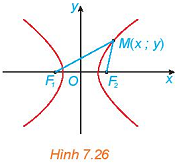 y
M(x ; y)
F₁ O F₂ x
Hình 7.26